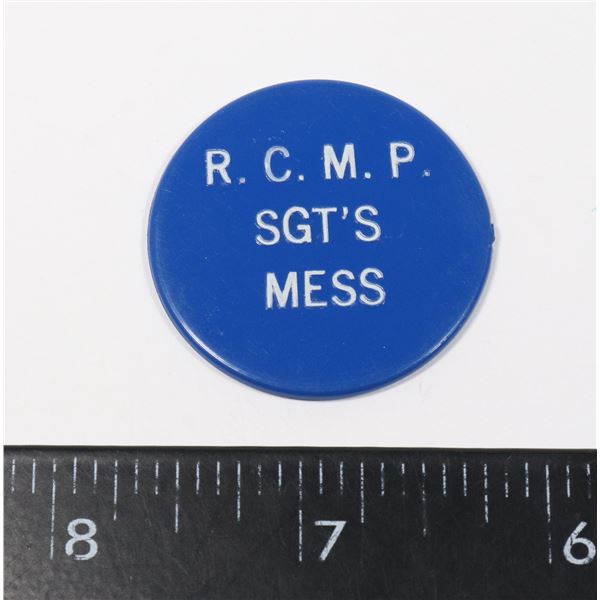 R. C. M. P.
SGT'S
MESS
8 7 6